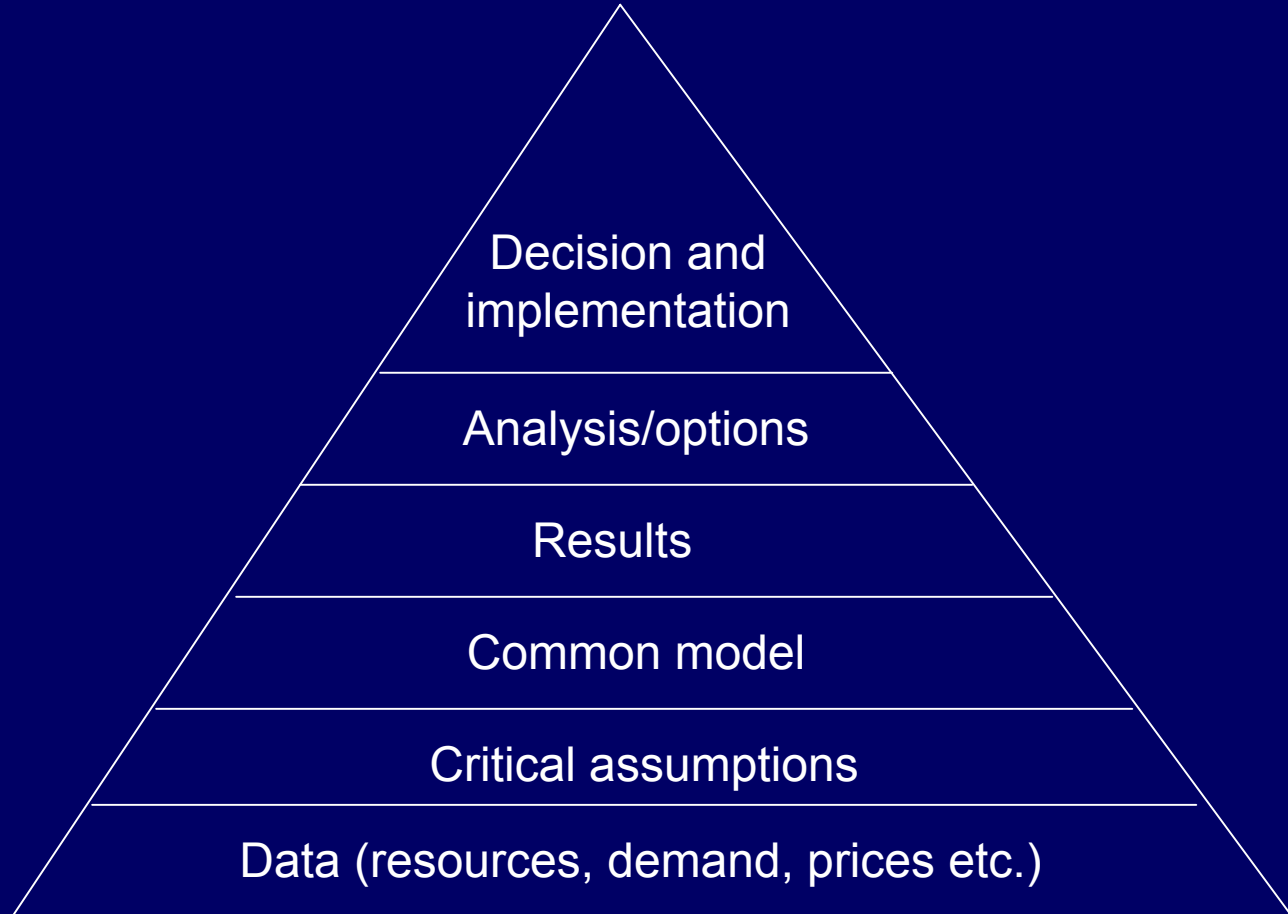 Decision and
implementation
Analysis/options
Results
Common model
Critical assumptions
Data (resources, demand, prices etc.)